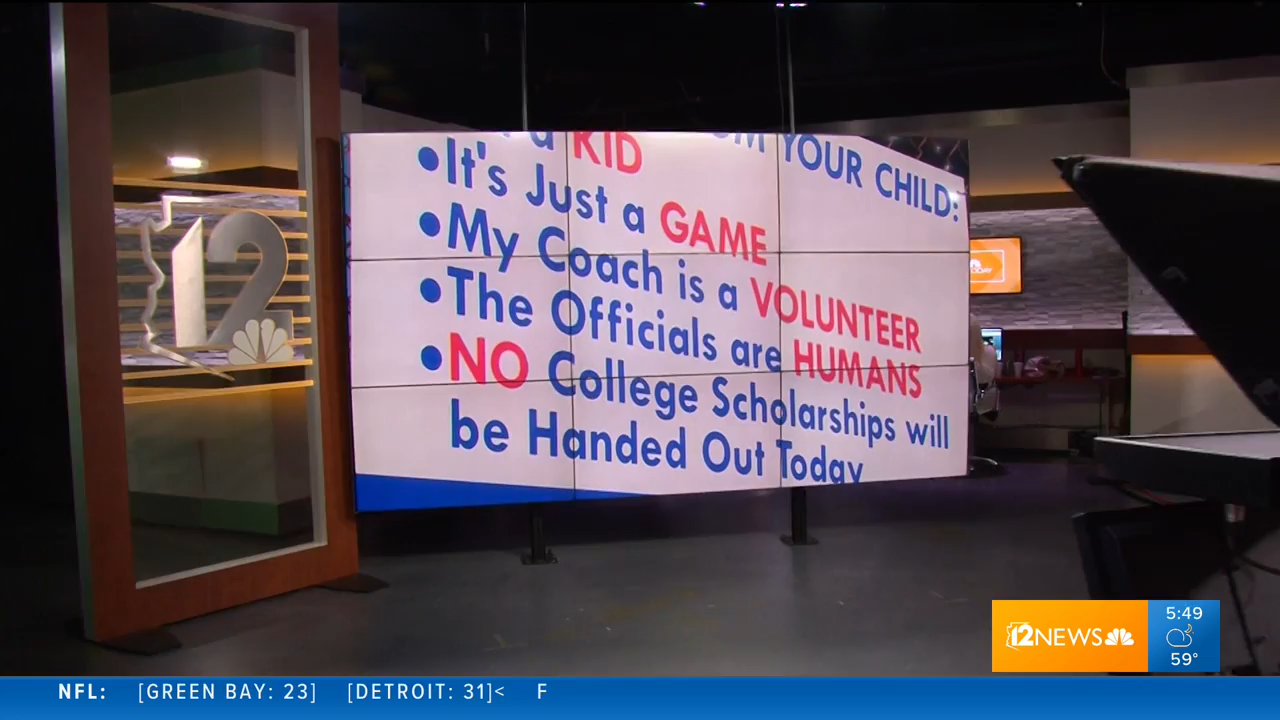 YOUR CHILD:
a KID
•It's Just a GAME
•My Coach is a VOLUNTEER
•The Officials are HUMANS
•NO College Scholarships will
be Handed Out Today
12
TODAY
12NEWS
5:49
59°
NFL: [GREEN BAY: 23] [DETROIT: 31]< F